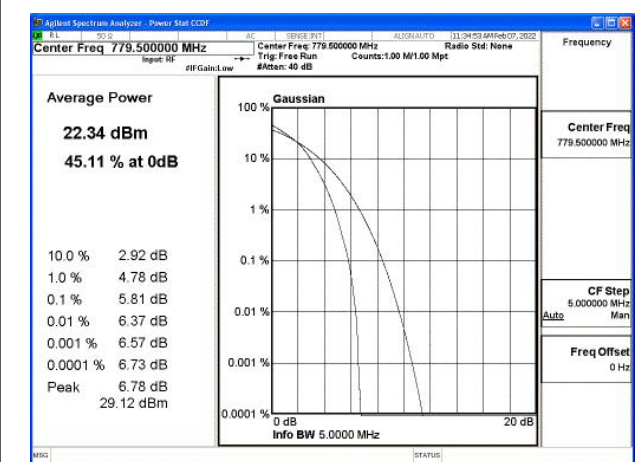 Agilent Spectrum Analyzer - Power Stat CCDF
RL 50 Ω AC SENSE:INT ALIGNAUTO 11:34:53 AM Feb 07, 2022
Center Freq 779.500000 MHz
Input: RF
#IFGain:Low
Center Freq: 779.500000 MHz
Radio Std: None
Trig: Free Run
Counts:1.00 M/1.00 Mpt
#Atten: 40 dB
Frequency
Average Power
22.34 dBm
45.11 % at 0dB
10.0 % 2.92 dB
1.0 % 4.78 dB
0.1 % 5.81 dB
0.01 % 6.37 dB
0.001 % 6.57 dB
0.0001 % 6.73 dB
Peak 6.78 dB
29.12 dBm
Gaussian
100 %
10 %
1 %
0.1 %
0.01 %
0.001 %
0.0001 %
0 dB
20 dB
Info BW 5.0000 MHz
Center Freq
779.500000 MHz
CF Step
5.000000 MHz
Auto Man
Freq Offset
0 Hz
MSG
STATUS